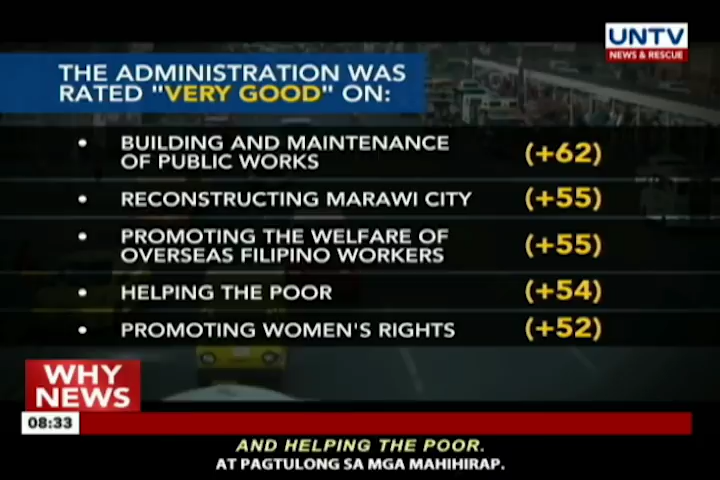 UNTV
NEWS & RESCUE
THE ADMINISTRATION WAS
RATED "VERY GOOD" ON:
• BUILDING AND MAINTENANCE
OF PUBLIC WORKS (+62)
• RECONSTRUCTING MARAWI CITY (+55)
• PROMOTING THE WELFARE OF
OVERSEAS FILIPINO WORKERS (+55)
• HELPING THE POOR (+54)
• PROMOTING WOMEN'S RIGHTS (+52)
WHY
NEWS
08:33
AND HELPING THE POOR.
AT PAGTULONG SA MGA MAHIHIRAP.